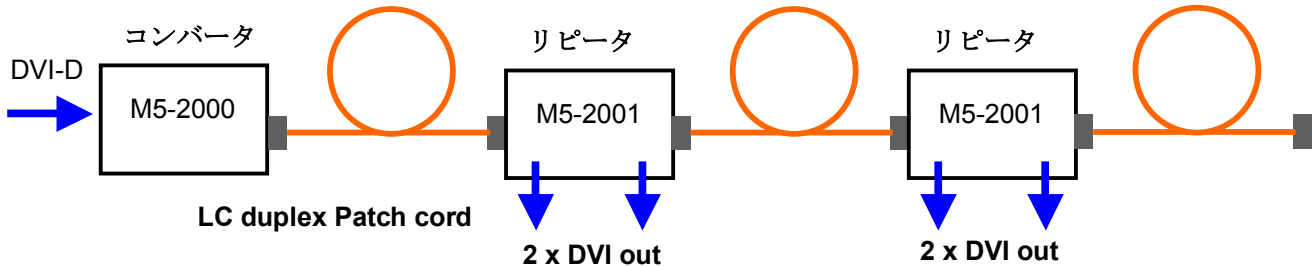 コンバータ
リピータ
リピータ
DVI-D
M5-2000
M5-2001
M5-2001
LC duplex Patch cord
2 x DVI out
2 x DVI out